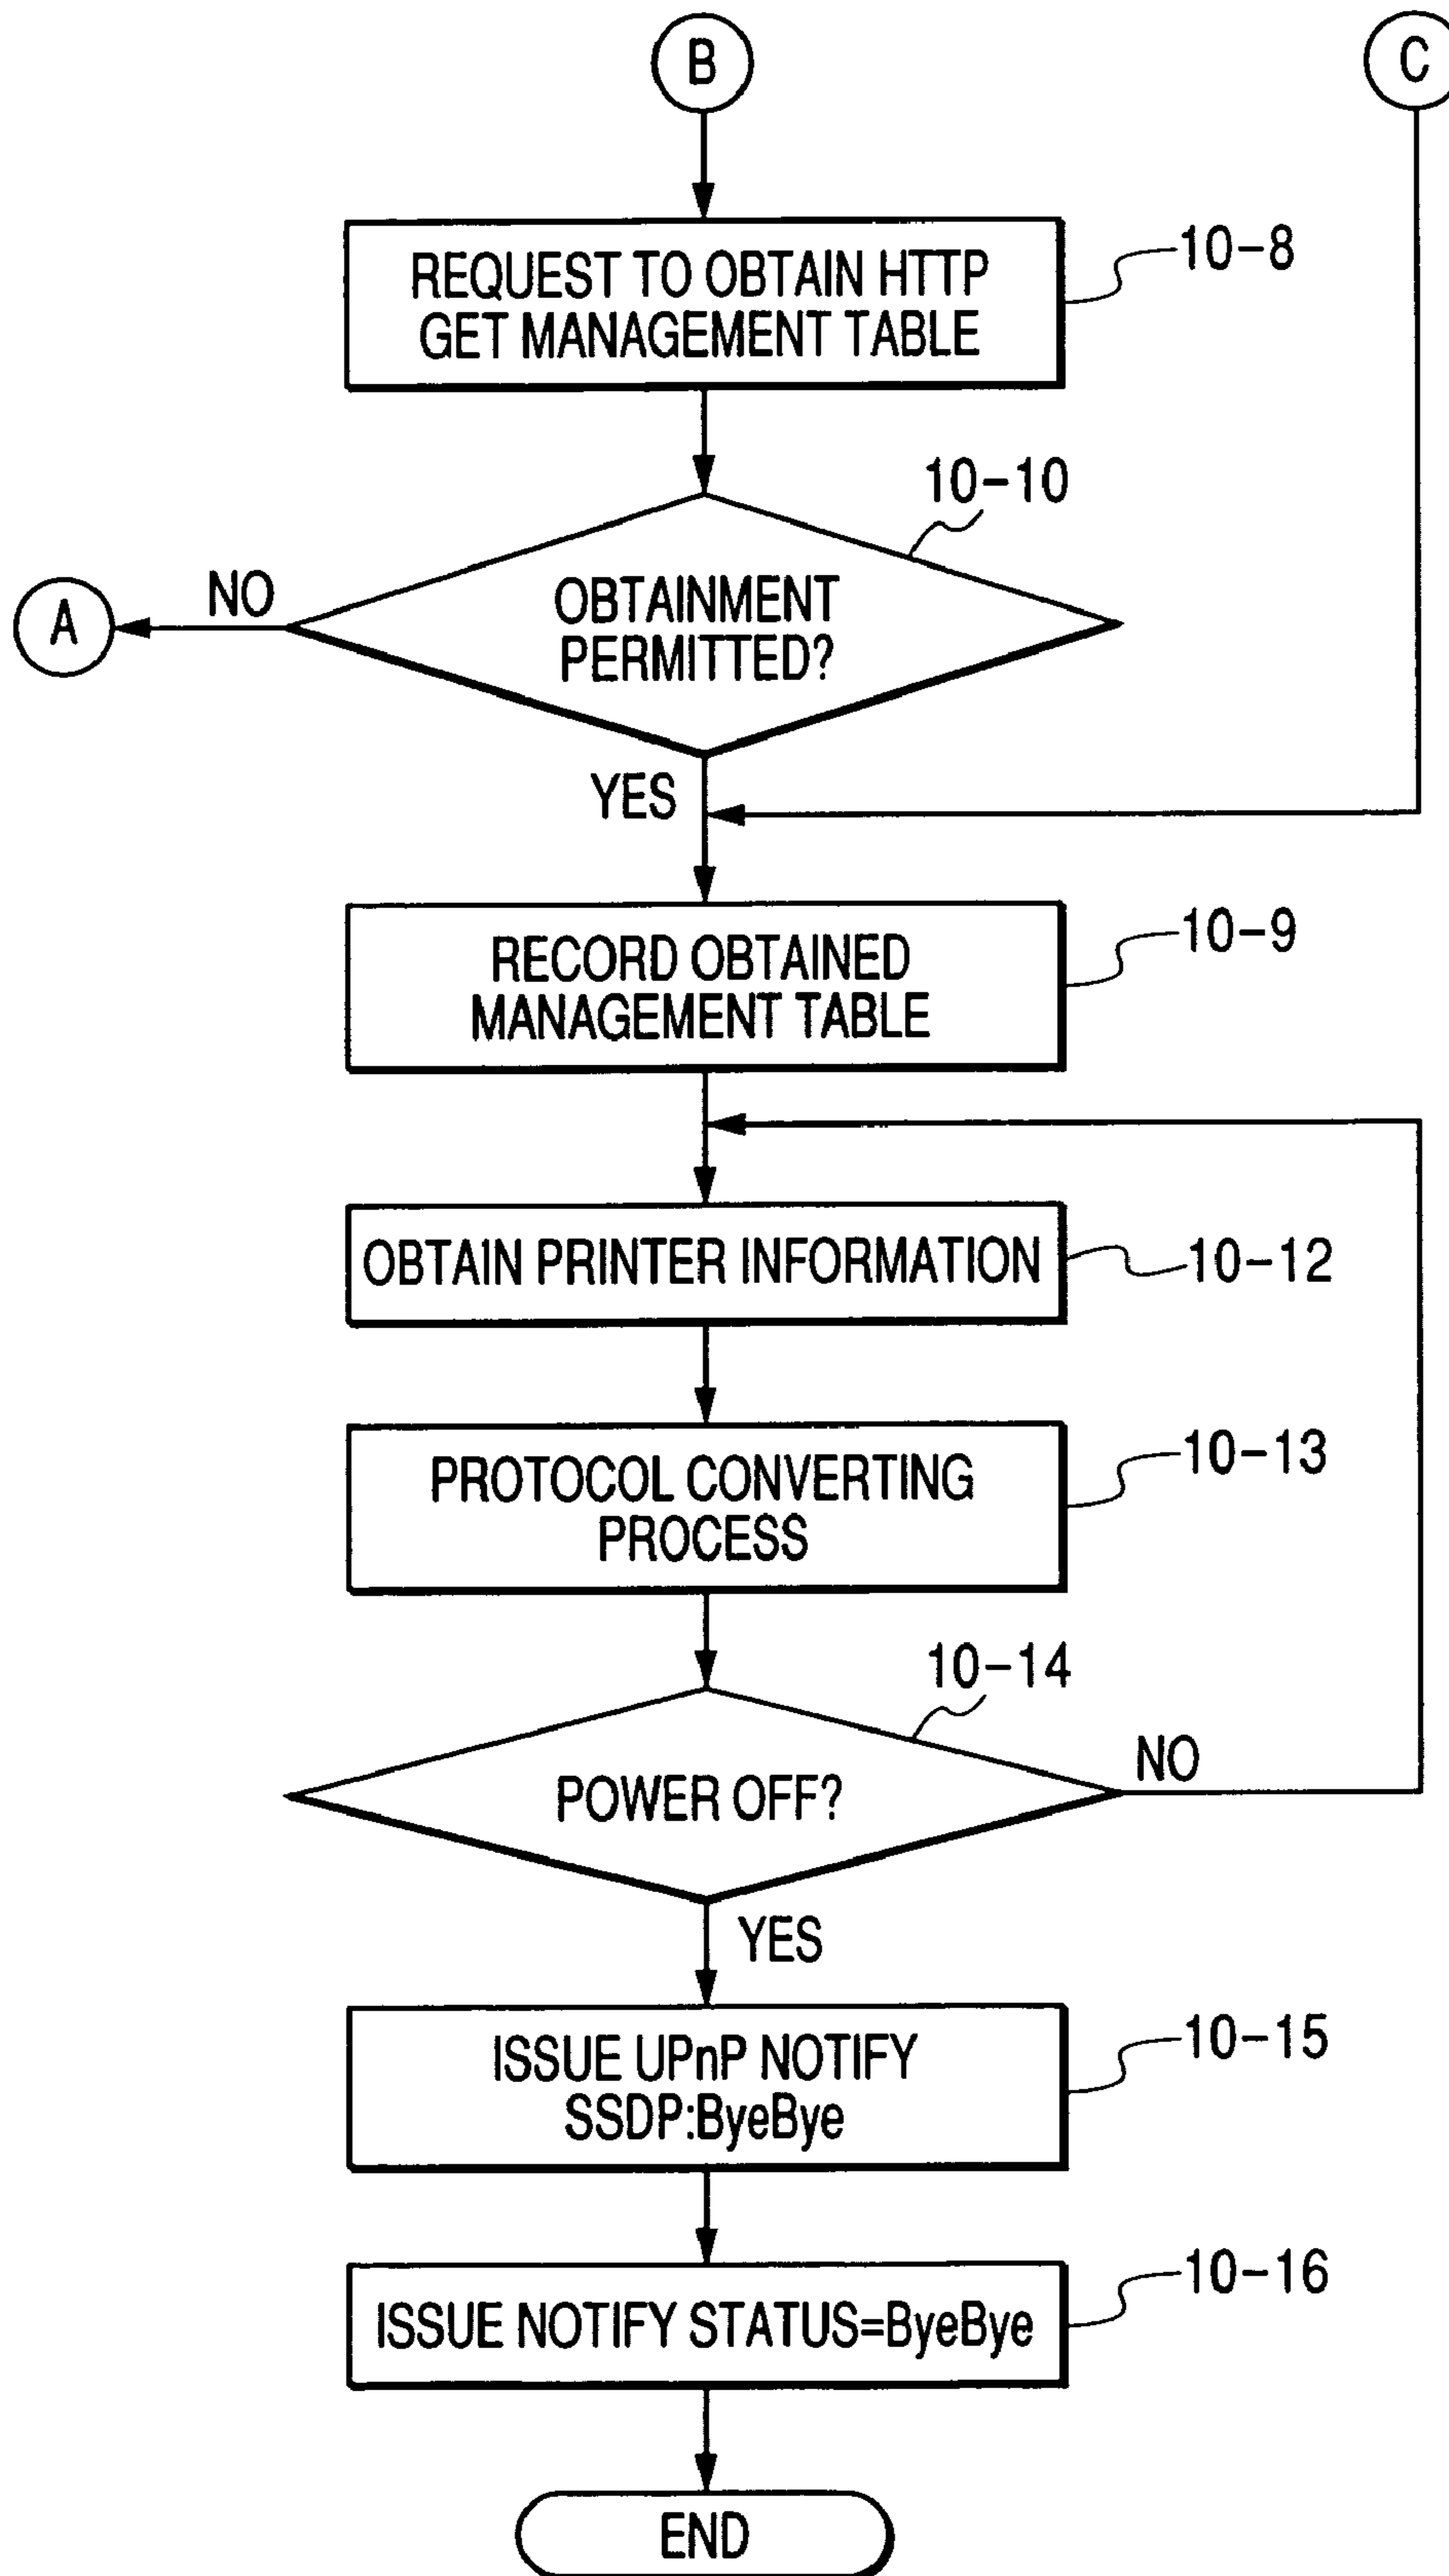 B
C
REQUEST TO OBTAIN HTTP
GET MANAGEMENT TABLE
10-8
10-10
OBTAINMENT
PERMITTED?
NO
A
YES
RECORD OBTAINED
MANAGEMENT TABLE
10-9
OBTAIN PRINTER INFORMATION
10-12
PROTOCOL CONVERTING
PROCESS
10-13
10-14
POWER OFF?
NO
YES
ISSUE UPnP NOTIFY
SSDP:ByeBye
10-15
ISSUE NOTIFY STATUS=ByeBye
10-16
END